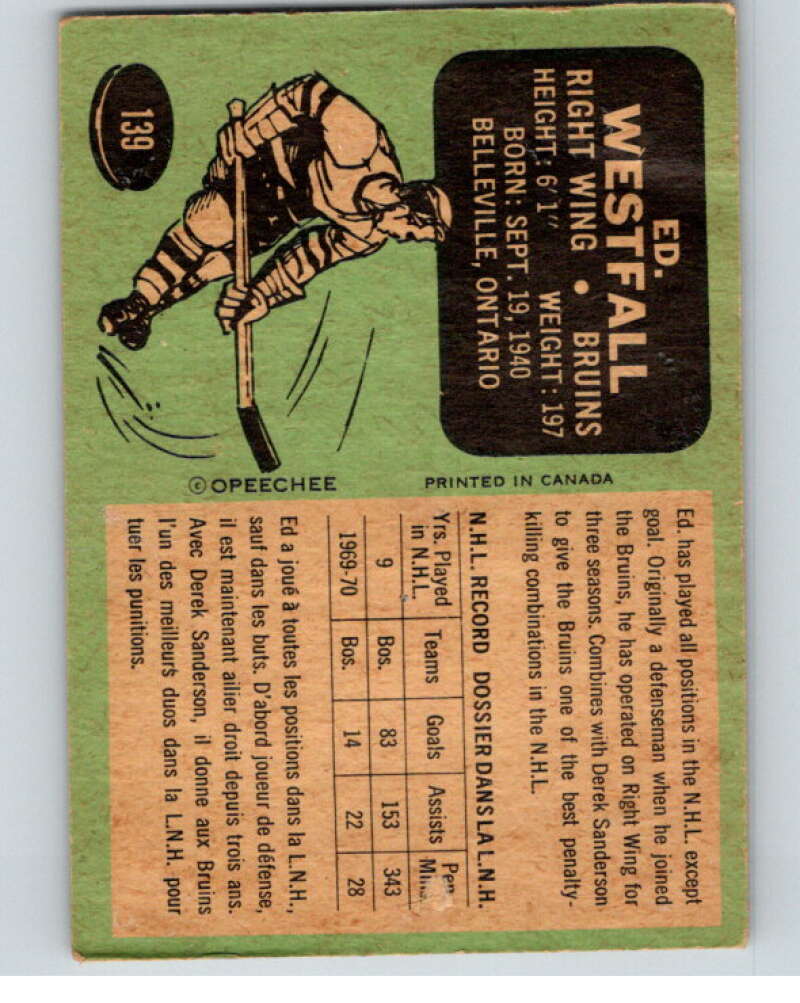 139
ED.
WESTFALL
RIGHT WING • BRUINS
HEIGHT: 6'1" WEIGHT: 197
BORN: SEPT. 19, 1940
BELLEVILLE, ONTARIO
© OPEECHEE
PRINTED IN CANADA
Ed. has played all positions in the N.H.L. except
goal. Originally a defenseman when he joined
the Bruins, he has operated on Right Wing for
three seasons. Combines with Derek Sanderson
to give the Bruins one of the best penalty-
killing combinations in the N.H.L.
N.H.L. RECORD DOSSIER DANS LA L.N.H.
Yrs. Played in N.H.L. Teams Goals Assists
9 Bos. 83 153 343
1969-70 Bos. 14 22 28
Ed a joué à toutes les positions dans la L.N.H.,
sauf dans les buts. D'abord joueur de défense,
il est maintenant ailier droit depuis trois ans.
Avec Derek Sanderson, il donne aux Bruins
l'un des meilleurs duos dans la L.N.H. pour
tuer les punitions.